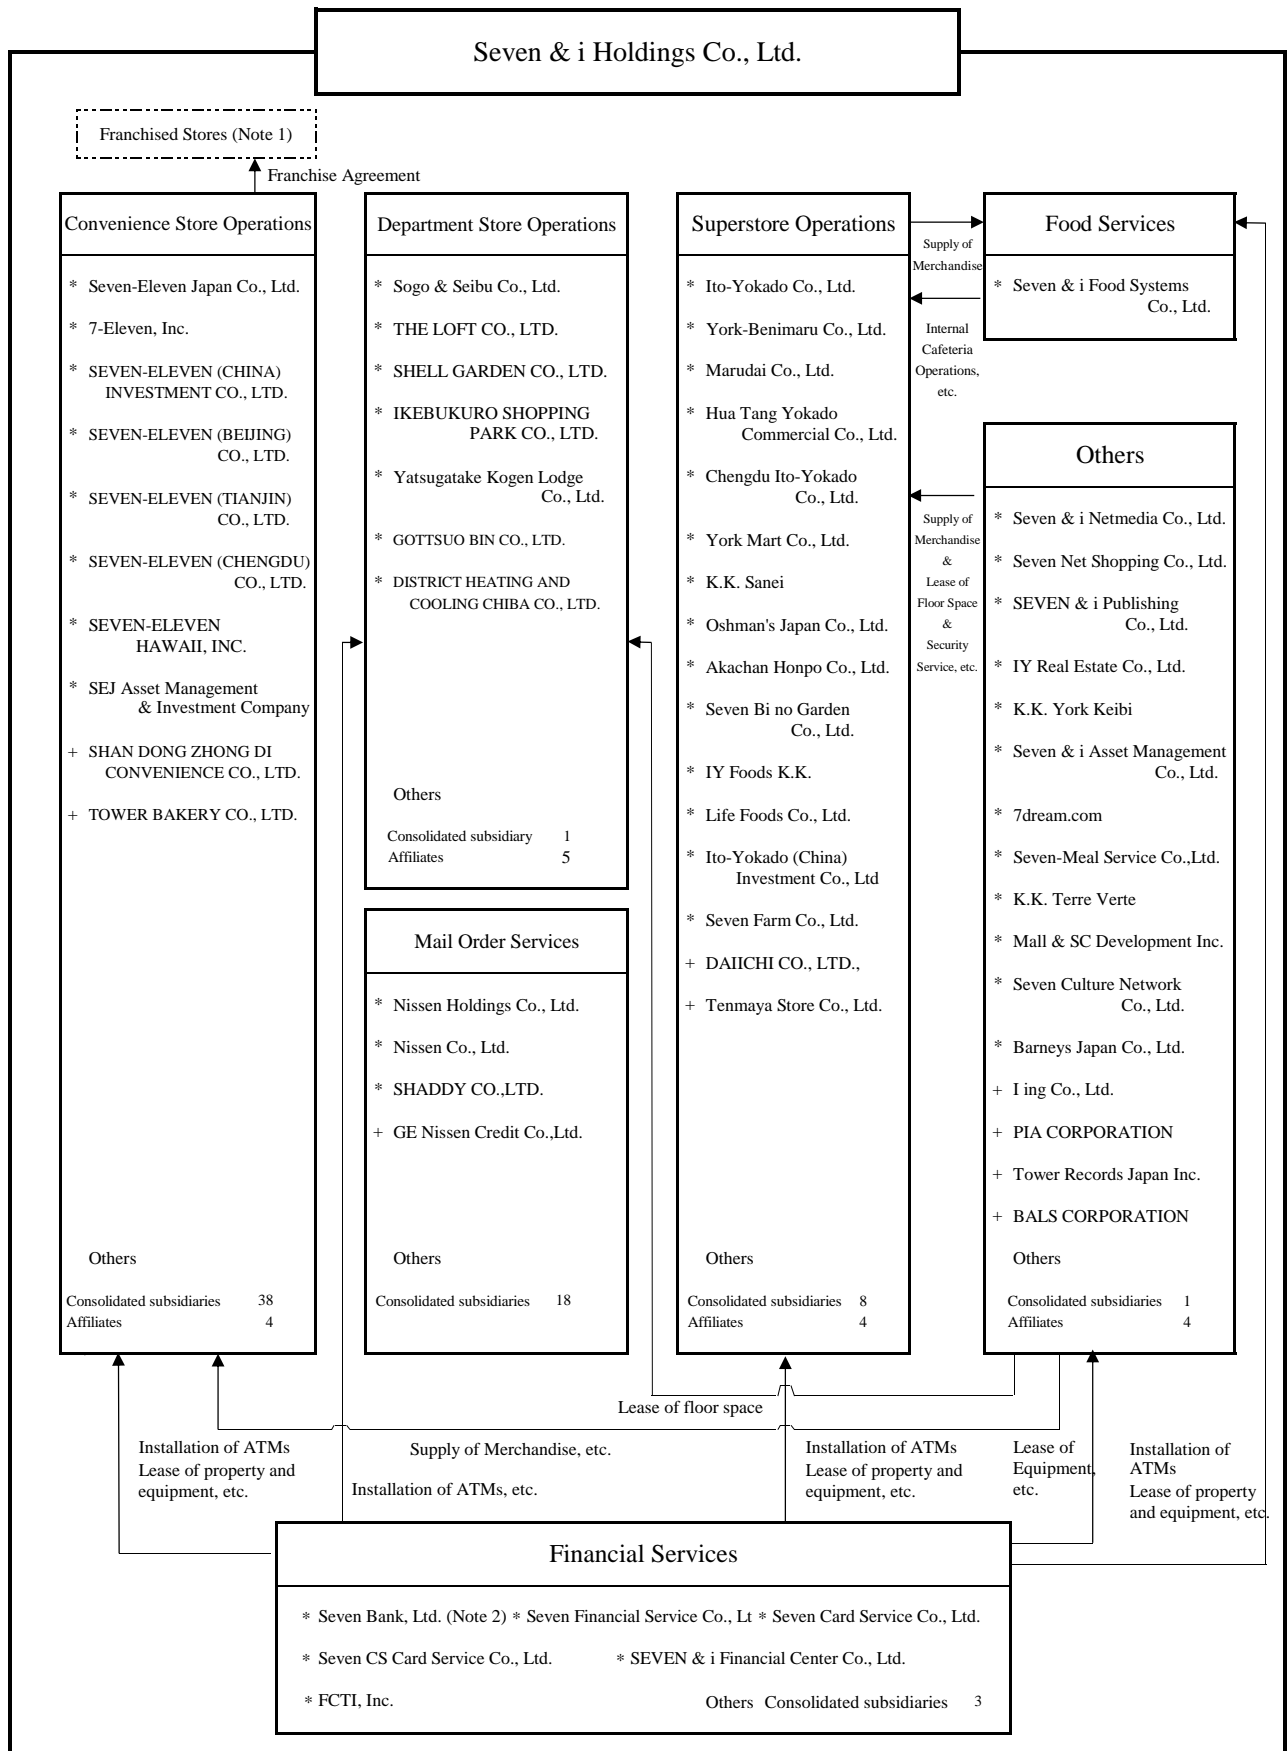 Seven & i Holdings Co., Ltd.
Franchised Stores (Note 1)
Franchise Agreement
Convenience Store Operations
* Seven-Eleven Japan Co., Ltd.
* 7-Eleven, Inc.
* SEVEN-ELEVEN (CHINA)
INVESTMENT CO., LTD.
* SEVEN-ELEVEN (BEIJING)
CO., LTD.
* SEVEN-ELEVEN (TIANJIN)
CO., LTD.
* SEVEN-ELEVEN (CHENGDU)
CO., LTD.
* SEVEN-ELEVEN
HAWAII, INC.
* SEJ Asset Management
& Investment Company
+ SHAN DONG ZHONG DI
CONVENIENCE CO., LTD.
+ TOWER BAKERY CO., LTD.
Others
Consolidated subsidiaries 38
Affiliates 4
Department Store Operations
* Sogo & Seibu Co., Ltd.
* THE LOFT CO., LTD.
* SHELL GARDEN CO., LTD.
* IKEBUKURO SHOPPING
PARK CO., LTD.
* Yatsugatake Kogen Lodge
Co., Ltd.
* GOTTSUO BIN CO., LTD.
* DISTRICT HEATING AND
COOLING CHIBA CO., LTD.
Others
Consolidated subsidiary 1
Affiliates 5
Mail Order Services
* Nissen Holdings Co., Ltd.
* Nissen Co., Ltd.
* SHADDY CO.,LTD.
+ GE Nissen Credit Co.,Ltd.
Others
Consolidated subsidiaries 18
Superstore Operations
* Ito-Yokado Co., Ltd.
* York-Benimaru Co., Ltd.
* Marudai Co., Ltd.
* Hua Tang Yokado
Commercial Co., Ltd.
* Chengdu Ito-Yokado
Co., Ltd.
* York Mart Co., Ltd.
* K.K. Sanei
* Oshman's Japan Co., Ltd.
* Akachan Honpo Co., Ltd.
* Seven Bi no Garden
Co., Ltd.
* IY Foods K.K.
* Life Foods Co., Ltd.
* Ito-Yokado (China)
Investment Co., Ltd
* Seven Farm Co., Ltd.
+ DAIICHI CO., LTD.,
+ Tenmaya Store Co., Ltd.
Others
Consolidated subsidiaries 8
Affiliates 4
Supply of
Merchandise
Internal
Cafeteria
Operations,
etc.
Supply of
Merchandise
&
Lease of
Floor Space
&
Security
Service, etc.
Food Services
* Seven & i Food Systems
Co., Ltd.
Others
* Seven & i Netmedia Co., Ltd.
* Seven Net Shopping Co., Ltd.
* SEVEN & i Publishing
Co., Ltd.
* IY Real Estate Co., Ltd.
* K.K. York Keibi
* Seven & i Asset Management
Co., Ltd.
* 7dream.com
* Seven-Meal Service Co.,Ltd.
* K.K. Terre Verte
* Mall & SC Development Inc.
* Seven Culture Network
Co., Ltd.
* Barneys Japan Co., Ltd.
+ I ing Co., Ltd.
+ PIA CORPORATION
+ Tower Records Japan Inc.
+ BALS CORPORATION
Others
Consolidated subsidiaries 1
Affiliates 4
Lease of floor space
Installation of ATMs
Lease of property and
equipment, etc.
Supply of Merchandise, etc.
Installation of ATMs, etc.
Installation of ATMs
Lease of property and
equipment, etc.
Lease of
Equipment,
etc.
Installation of
ATMs
Lease of property
and equipment, etc.
Financial Services
* Seven Bank, Ltd. (Note 2) * Seven Financial Service Co., Lt * Seven Card Service Co., Ltd.
* Seven CS Card Service Co., Ltd. * SEVEN & i Financial Center Co., Ltd.
* FCTI, Inc. Others Consolidated subsidiaries 3